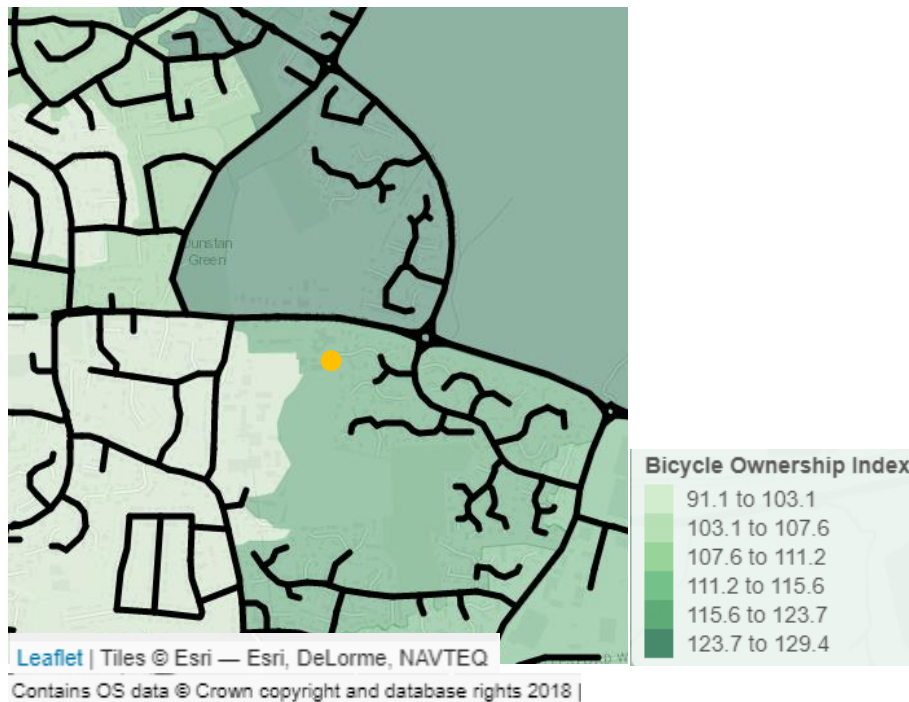 Dunstan
Green
Bicycle Ownership Index
91.1 to 103.1
103.1 to 107.6
107.6 to 111.2
111.2 to 115.6
115.6 to 123.7
123.7 to 129.4
Leaflet | Tiles © Esri — Esri, DeLorme, NAVTEQ
Contains OS data © Crown copyright and database rights 2018 |